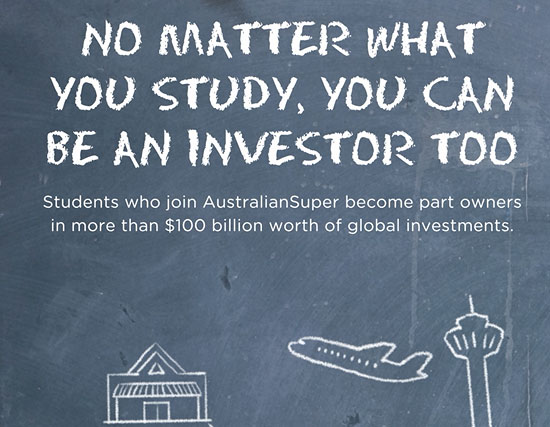 NO MATTER WHAT
YOU STUDY, YOU CAN
BE AN INVESTOR TOO
Students who join AustralianSuper become part owners
in more than $100 billion worth of global investments.